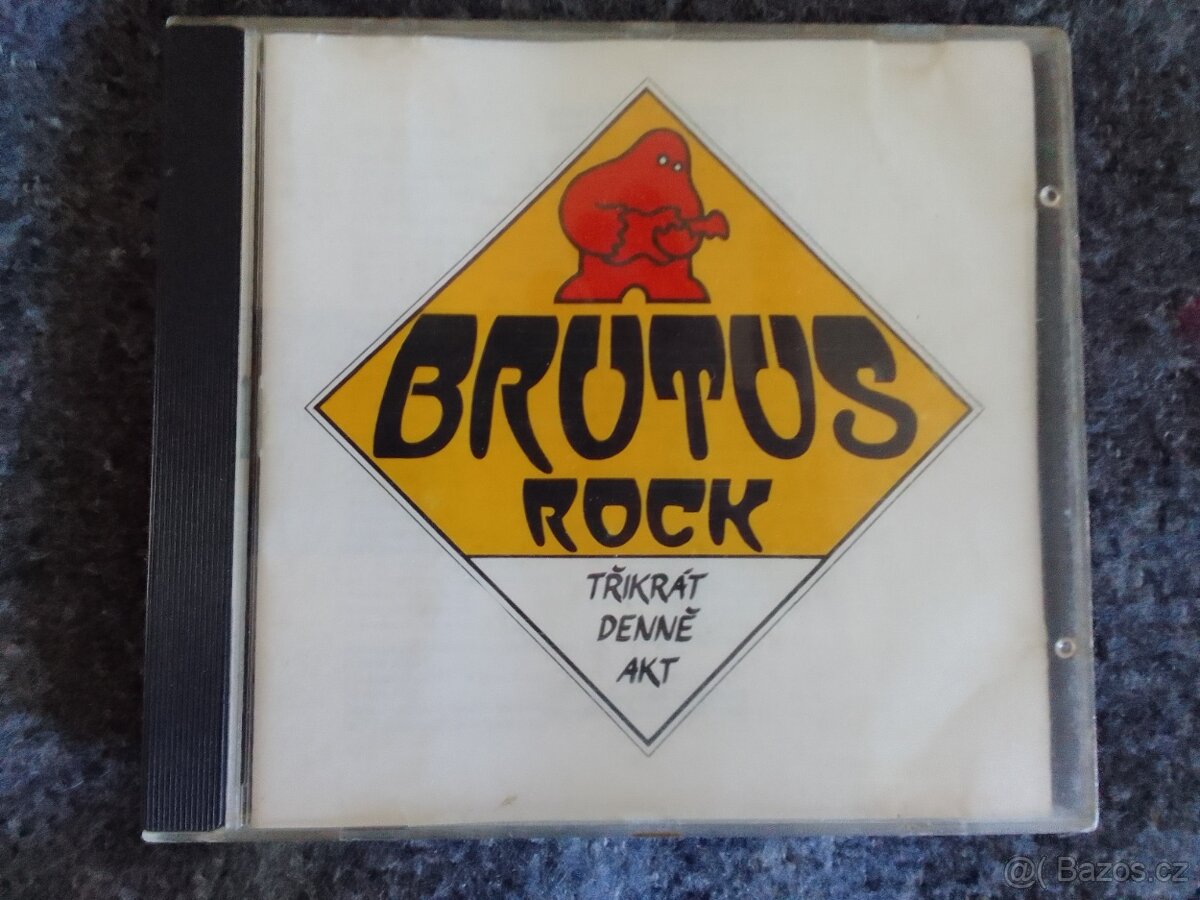 BRUTUS
ROCK
TŘIKRÁT
DENNĚ
AKT
@( Bazos.cz